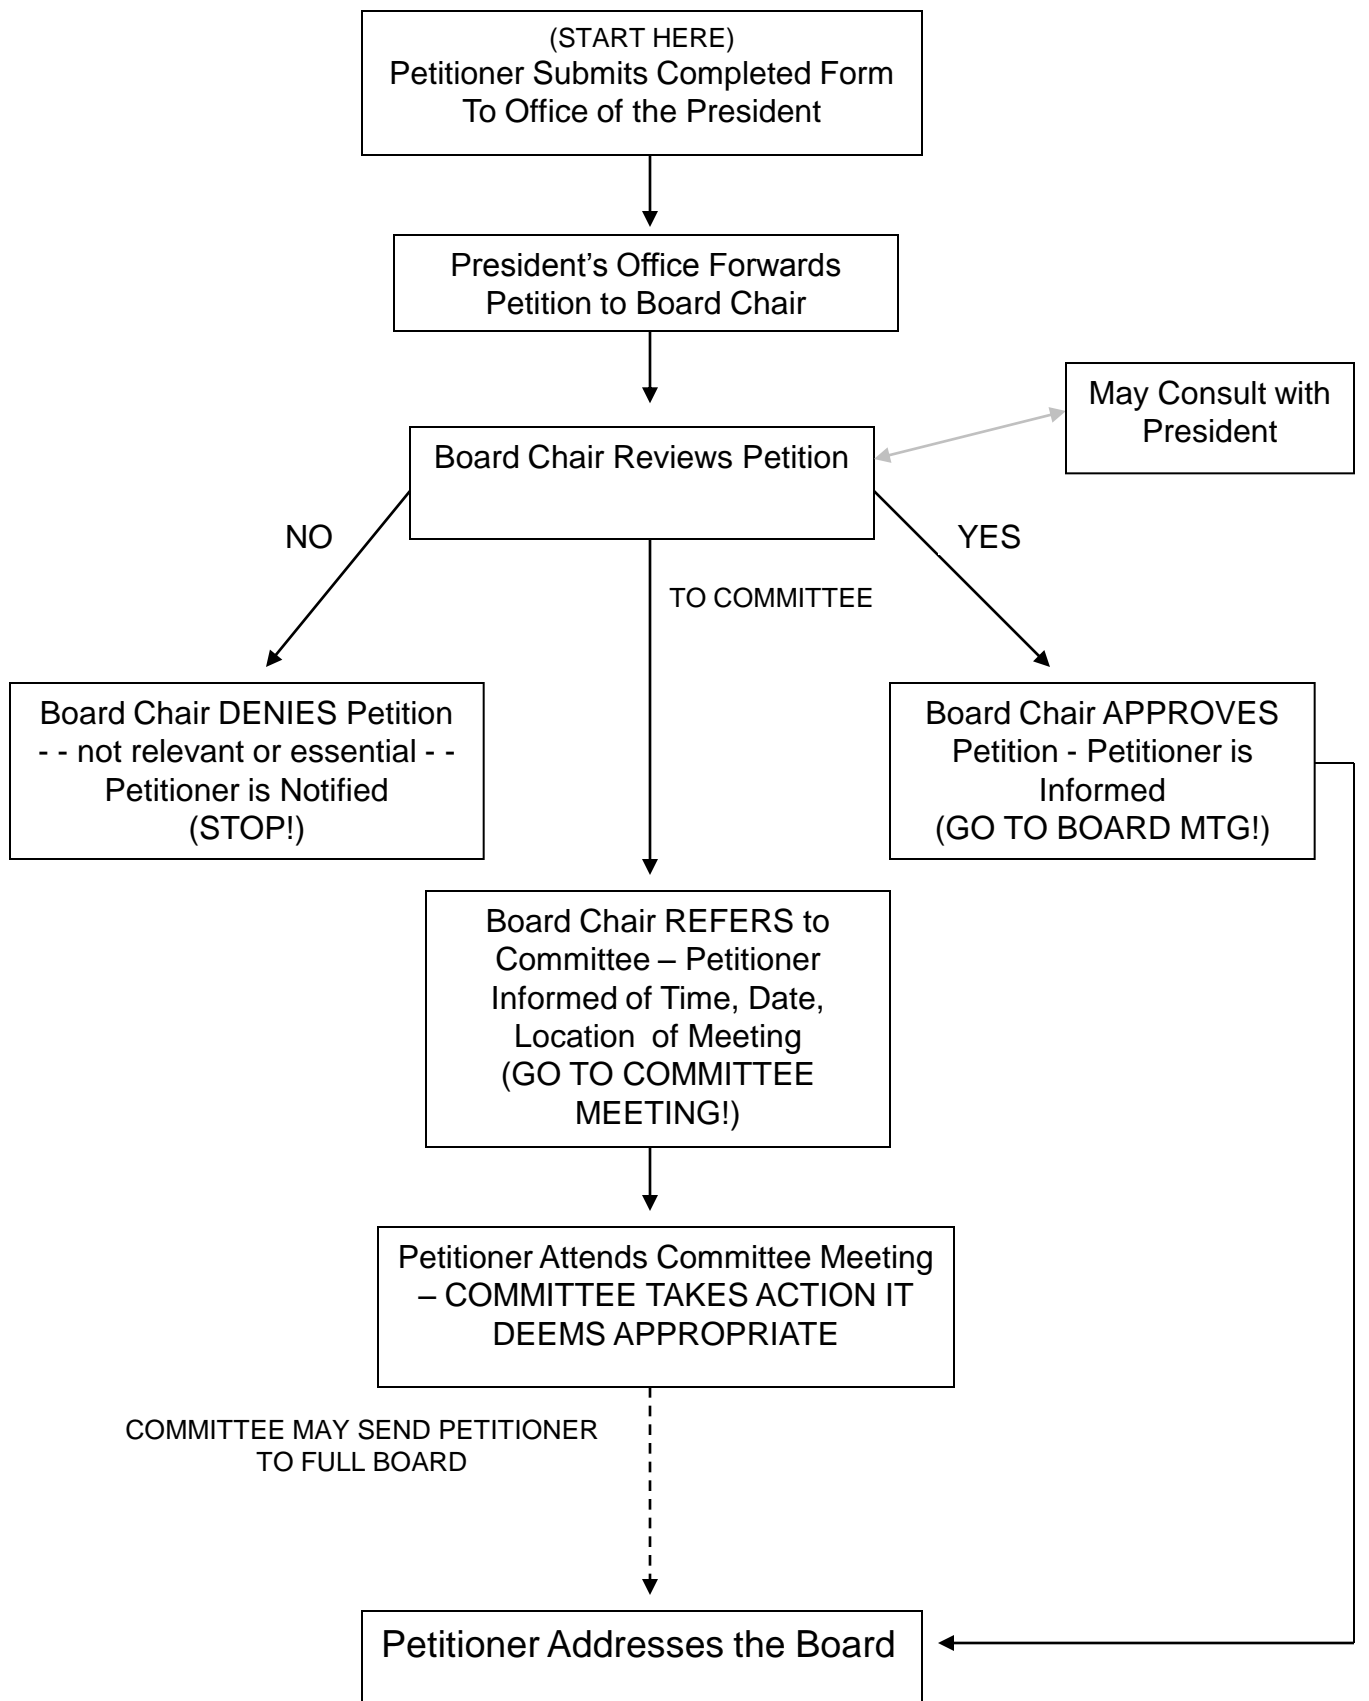 (START HERE)
Petitioner Submits Completed Form
To Office of the President
President’s Office Forwards
Petition to Board Chair
May Consult with
President
Board Chair Reviews Petition
NO
YES
TO COMMITTEE
Board Chair DENIES Petition
- - not relevant or essential - -
Petitioner is Notified
(STOP!)
Board Chair APPROVES
Petition - Petitioner is
Informed
(GO TO BOARD MTG!)
Board Chair REFERS to
Committee – Petitioner
Informed of Time, Date,
Location of Meeting
(GO TO COMMITTEE
MEETING!)
Petitioner Attends Committee Meeting
– COMMITTEE TAKES ACTION IT
DEEMS APPROPRIATE
COMMITTEE MAY SEND PETITIONER
TO FULL BOARD
Petitioner Addresses the Board